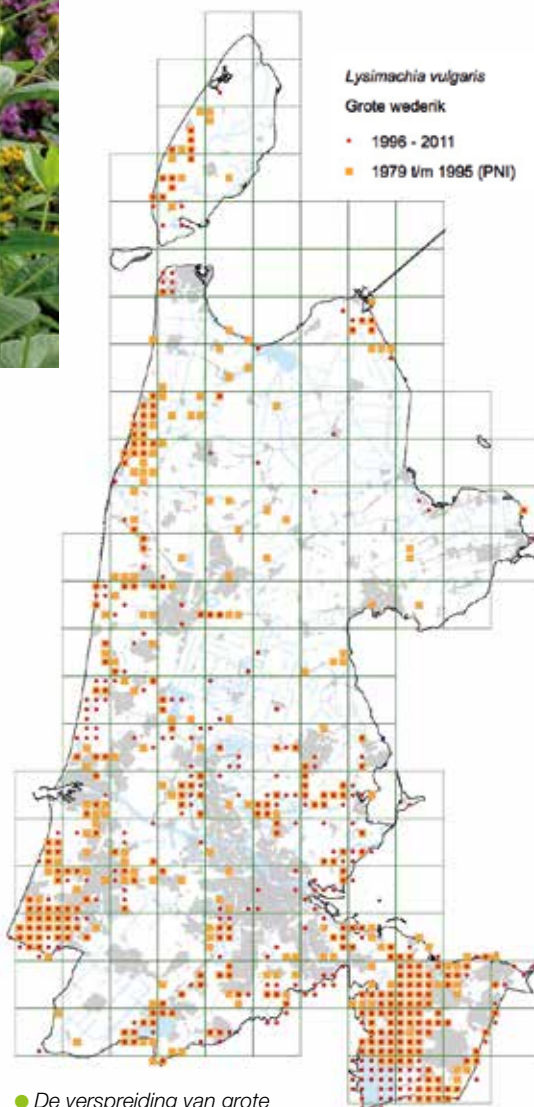 Lysimachia vulgaris
Grote wederik
1996 - 2011
1979 t/m 1995 (PNI)
De verspreiding van grote